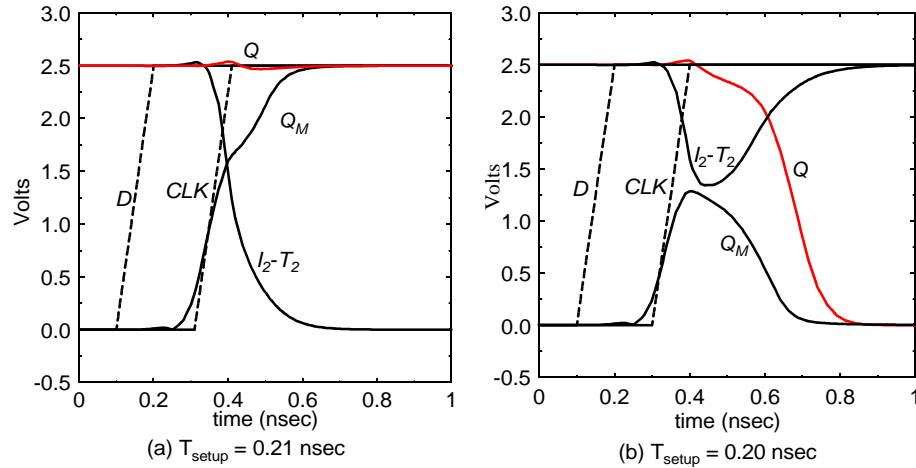 3.0
2.5
2.0
1.5
1.0
0.5
0.0
-0.5
Volts
Q
Q_M
D
CLK
I_2-T_2
0
0.2
0.4
0.6
0.8
1
time (nsec)
(a) T_setup = 0.21 nsec
3.0
2.5
2.0
1.5
1.0
0.5
0.0
-0.5
Volts
I_2-T_2
Q
D
CLK
Q_M
0
0.2
0.4
0.6
0.8
1
time (nsec)
(b) T_setup = 0.20 nsec